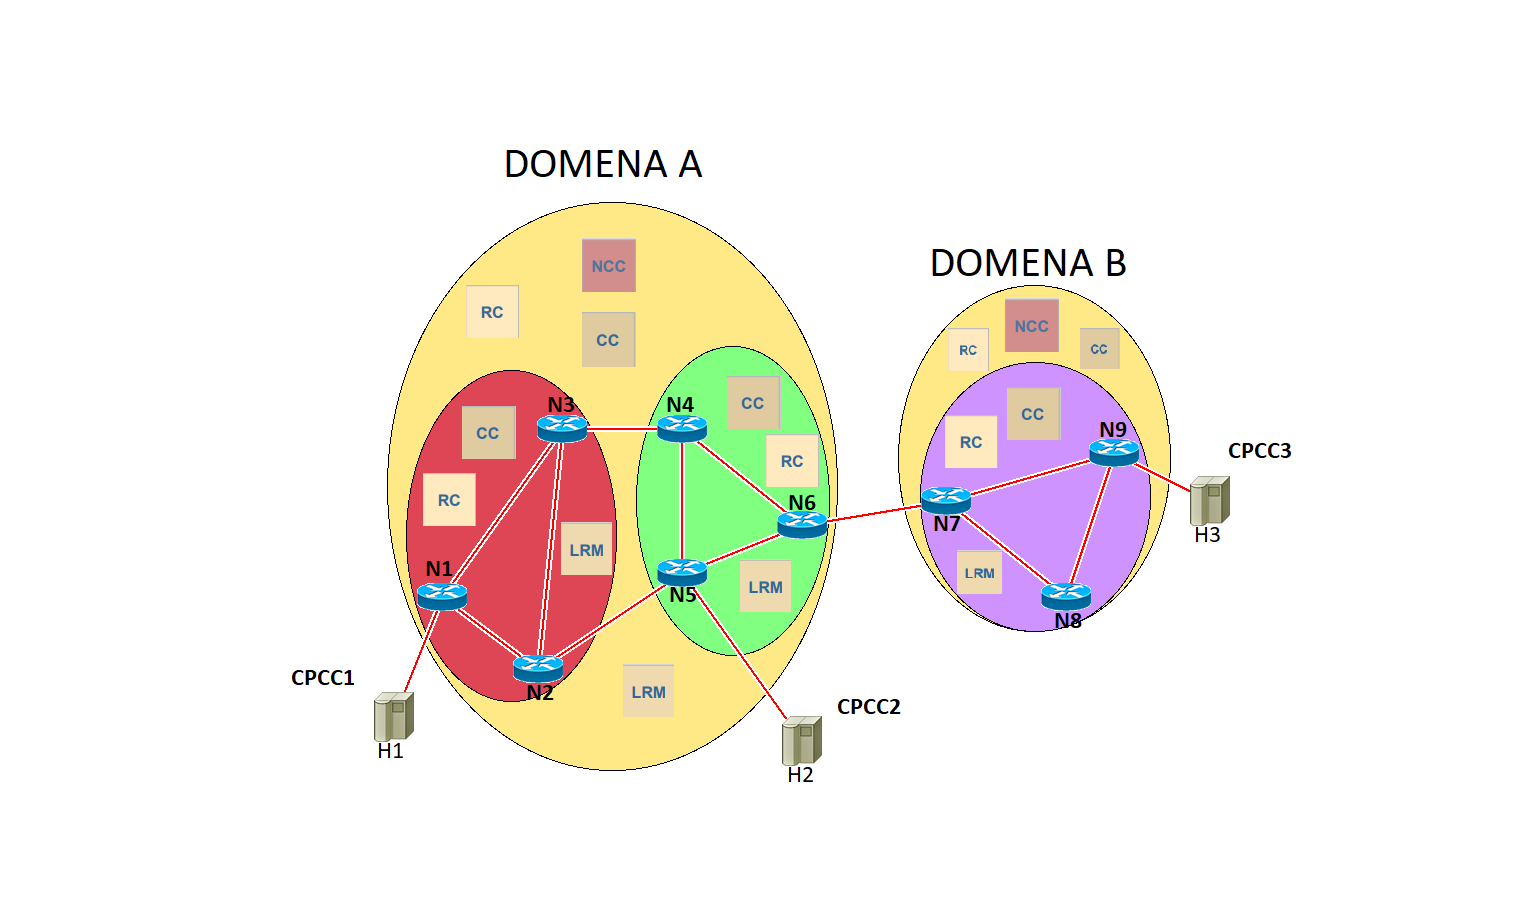 DOMENA A
DOMENA B
NCC
RC
CC
NCC
RC
CC
CC
N3
N4
CC
RC
RC
N6
LRM
N1
N5
LRM
N2
LRM
CC
RC
N9
N7
LRM
N8
CPCC1
H1
CPCC2
H2
CPCC3
H3